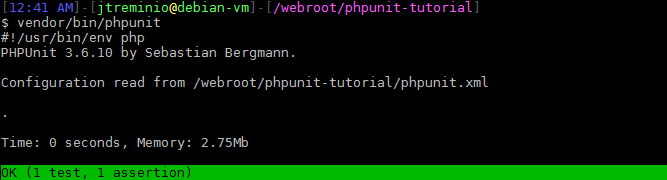 [12:41 AM]-[jtreminio@debian-vm]-[/webroot/phpunit-tutorial]
$ vendor/bin/phpunit
#!/usr/bin/env php
PHPUnit 3.6.10 by Sebastian Bergmann.
Configuration read from /webroot/phpunit-tutorial/phpunit.xml
.
Time: 0 seconds, Memory: 2.75Mb
OK (1 test, 1 assertion)